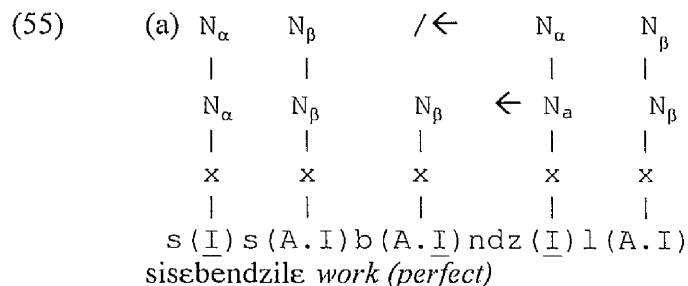 (55) (a) Nα Nβ /← Nα Nβ
| | | |
Nα Nβ Nβ ← Na Nβ
| | | | |
x x x x x
| | | | |
s(I)s(A.I)b(A.I)ndz(I)l(A.I)
sisɛbendzilɛ work (perfect)